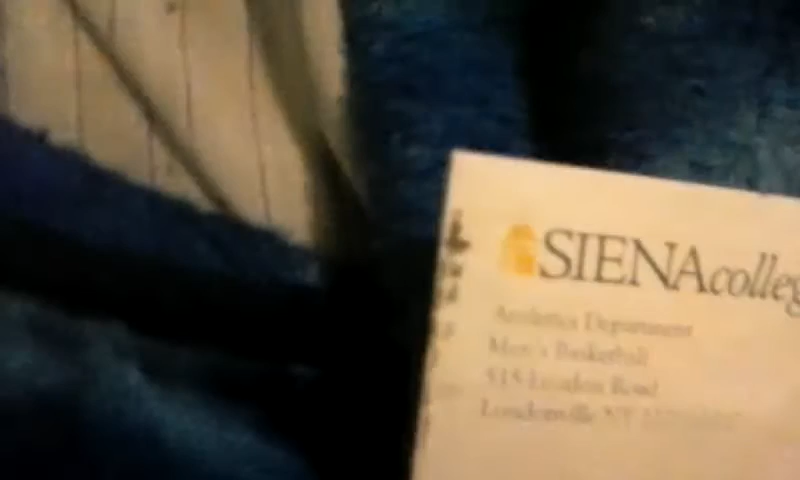 SIENAcolleg
Athletics Department
Men's Basketball
515 Loudon Road
Loudonville NY